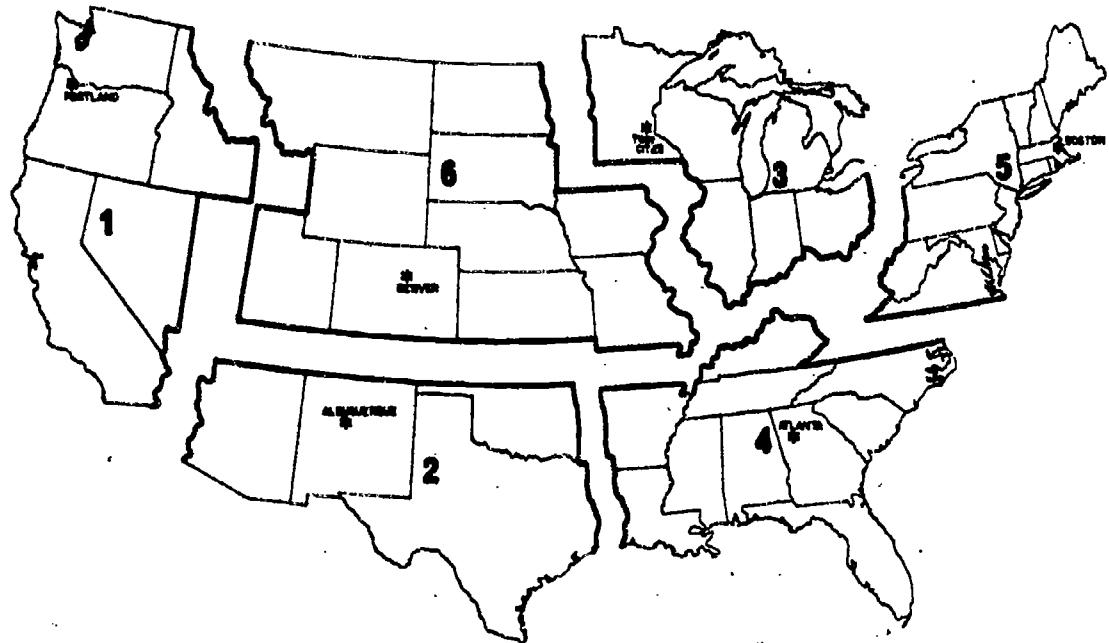 PORTLAND
1
6
DENVER
TWIN
CITIES
3
5
BOSTON
ALBUQUERQUE
2
4
ATLANTA